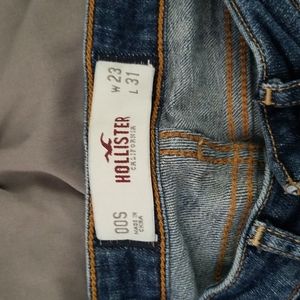 W 23
L 31
HOLLISTER
CALIFORNIA
00S
MADE IN
CHINA